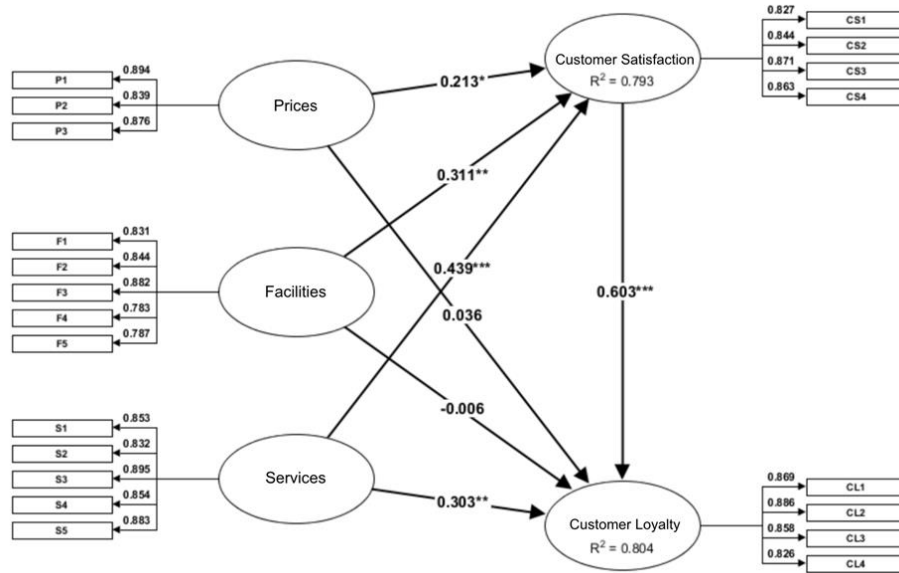 0.827
CS1
0.844
CS2
0.871
CS3
0.863
CS4
Customer Satisfaction
R² = 0.793
0.894
P1
0.839
P2
0.876
P3
Prices
0.213*
0.311**
0.831
F1
0.844
F2
0.882
F3
0.783
F4
0.787
F5
Facilities
0.439***
0.036
0.603***
-0.006
0.853
S1
0.832
S2
0.895
S3
0.854
S4
0.883
S5
Services
0.303**
Customer Loyalty
R² = 0.804
0.869
CL1
0.886
CL2
0.858
CL3
0.826
CL4